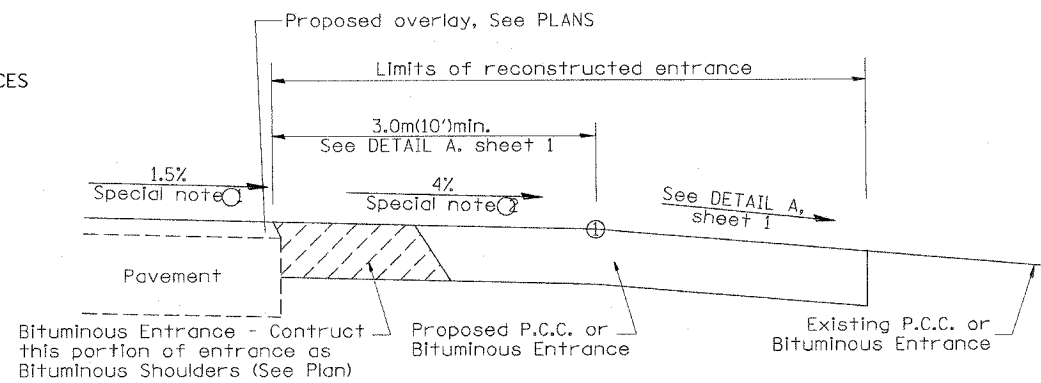 Proposed overlay, See PLANS
CES
Limits of reconstructed entrance
3.0m(10')min.
See DETAIL A. sheet 1
1.5%
Special note 1
4%
Special note 2
See DETAIL A,
sheet 1
1
Pavement
Bituminous Entrance - Contruct
this portion of entrance as
Bituminous Shoulders (See Plan)
Proposed P.C.C. or
Bituminous Entrance
Existing P.C.C. or
Bituminous Entrance